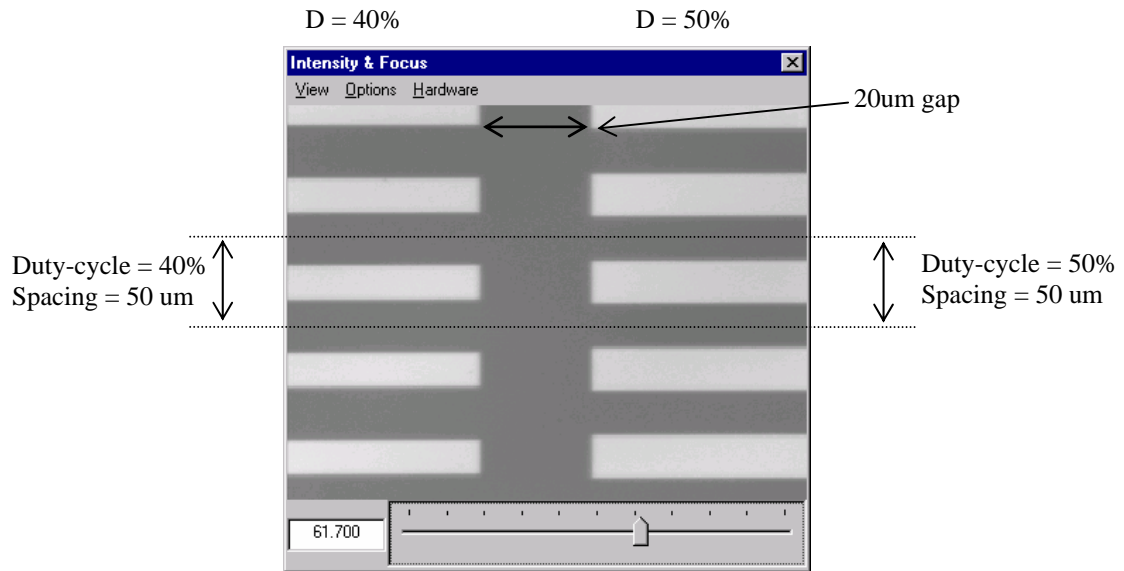 D = 40%
D = 50%
Intensity & Focus
View Options Hardware
20um gap
Duty-cycle = 40%
Spacing = 50 um
Duty-cycle = 50%
Spacing = 50 um
61.700